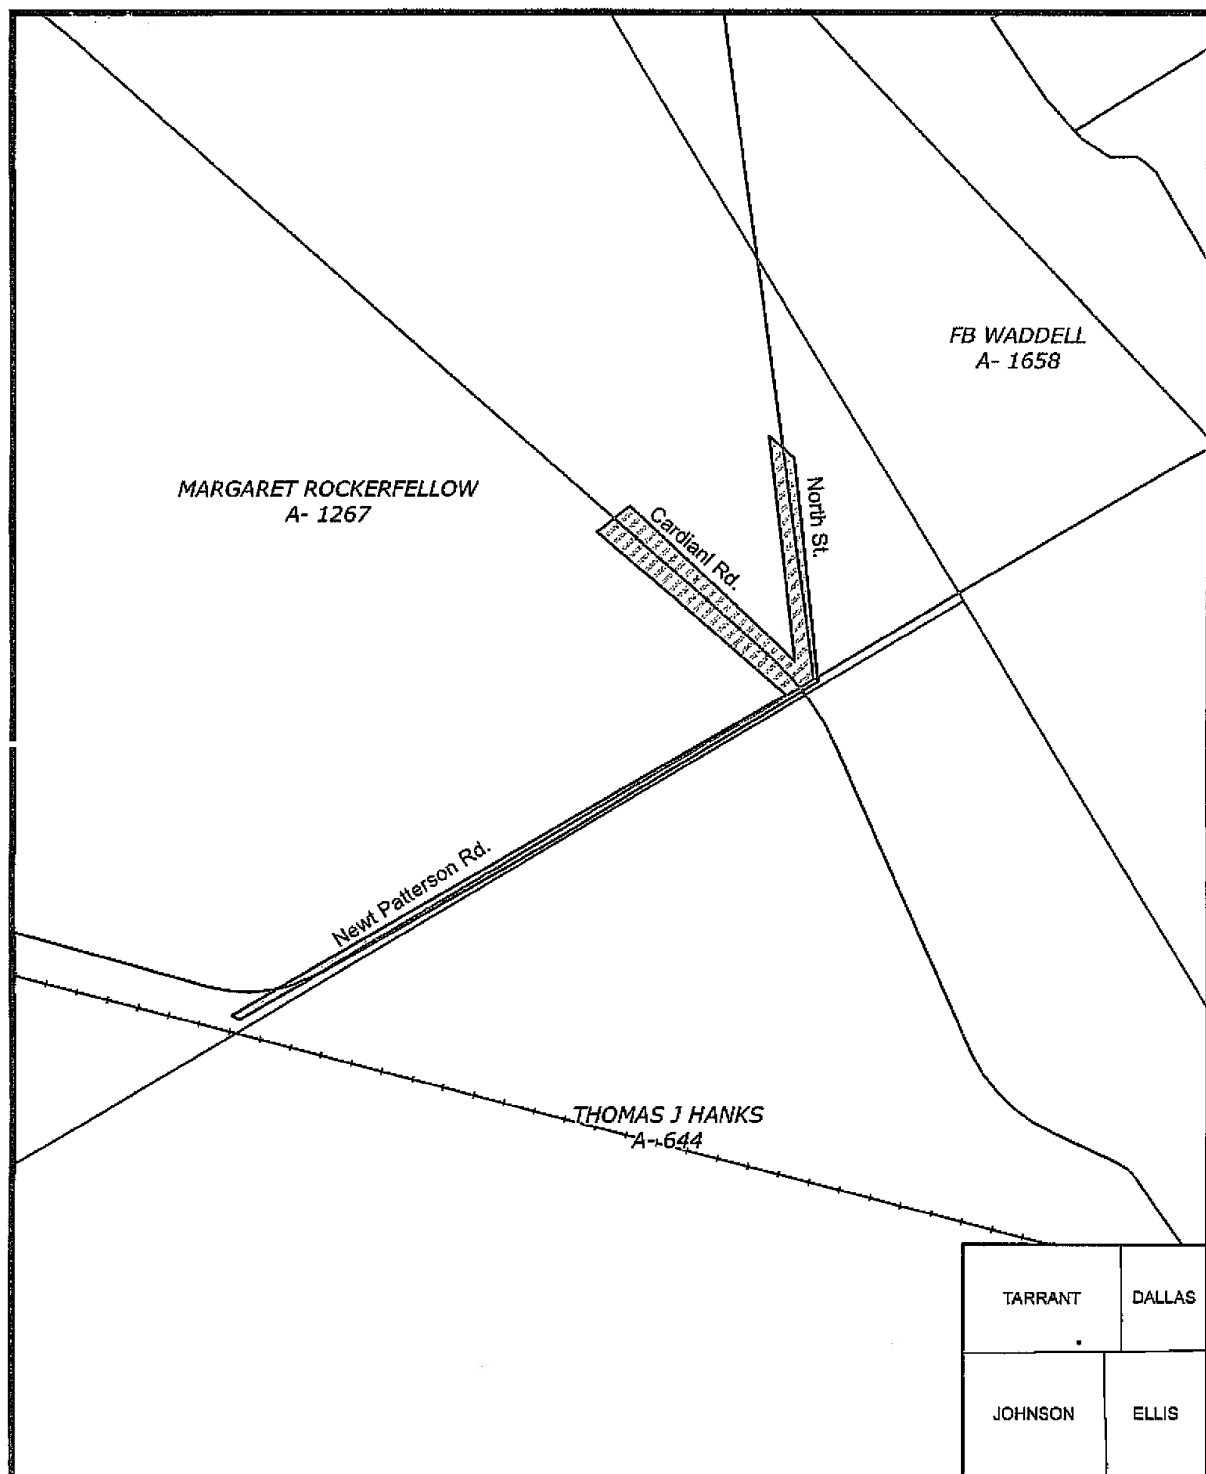 FB WADDELL
A- 1658
MARGARET ROCKERFELLOW
A- 1267
North St.
Cardianl Rd.
Newt Patterson Rd.
THOMAS J HANKS
A- 644
TARRANT
DALLAS
JOHNSON
ELLIS